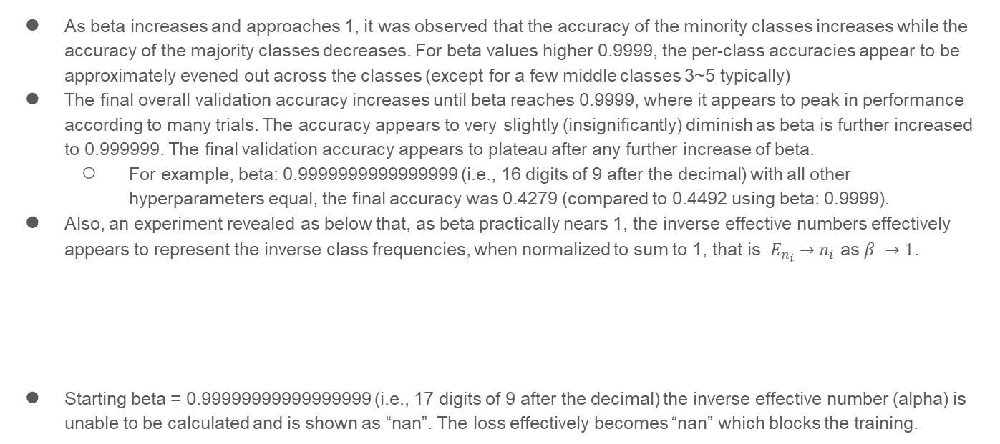 ● As beta increases and approaches 1, it was observed that the accuracy of the minority classes increases while the
accuracy of the majority classes decreases. For beta values higher 0.9999, the per-class accuracies appear to be
approximately evened out across the classes (except for a few middle classes 3~5 typically)
● The final overall validation accuracy increases until beta reaches 0.9999, where it appears to peak in performance
according to many trials. The accuracy appears to very slightly (insignificantly) diminish as beta is further increased
to 0.999999. The final validation accuracy appears to plateau after any further increase of beta.
○ For example, beta: 0.9999999999999999 (i.e., 16 digits of 9 after the decimal) with all other
hyperparameters equal, the final accuracy was 0.4279 (compared to 0.4492 using beta: 0.9999).
● Also, an experiment revealed as below that, as beta practically nears 1, the inverse effective numbers effectively
appears to represent the inverse class frequencies, when normalized to sum to 1, that is E_{n_i} → n_i as β → 1.
● Starting beta = 0.99999999999999999 (i.e., 17 digits of 9 after the decimal) the inverse effective number (alpha) is
unable to be calculated and is shown as “nan”. The loss effectively becomes “nan” which blocks the training.